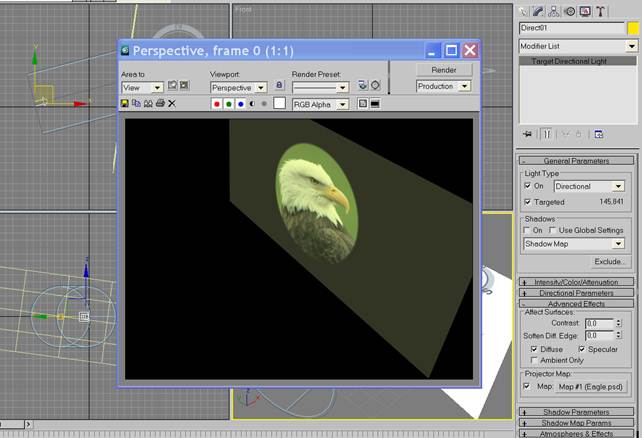 Front
Perspective, frame 0 (1:1)
Area to
Viewport:
Render Preset:
Render
View
Perspective
Production
RGB Alpha
Direct01
Modifier List
Target Directional Light
General Parameters
Light Type
On
Directional
Targeted
145,841
Shadows
On
Use Global Settings
Shadow Map
Exclude...
Intensity/Color/Attenuation
Directional Parameters
Advanced Effects
Affect Surfaces:
Contrast:
0,0
Soften Diff. Edge:
0,0
Diffuse
Specular
Ambient Only
Projector Map:
Map:
Map #1 (Eagle.psd)
Shadow Parameters
Shadow Map Params
Atmospheres & Effects